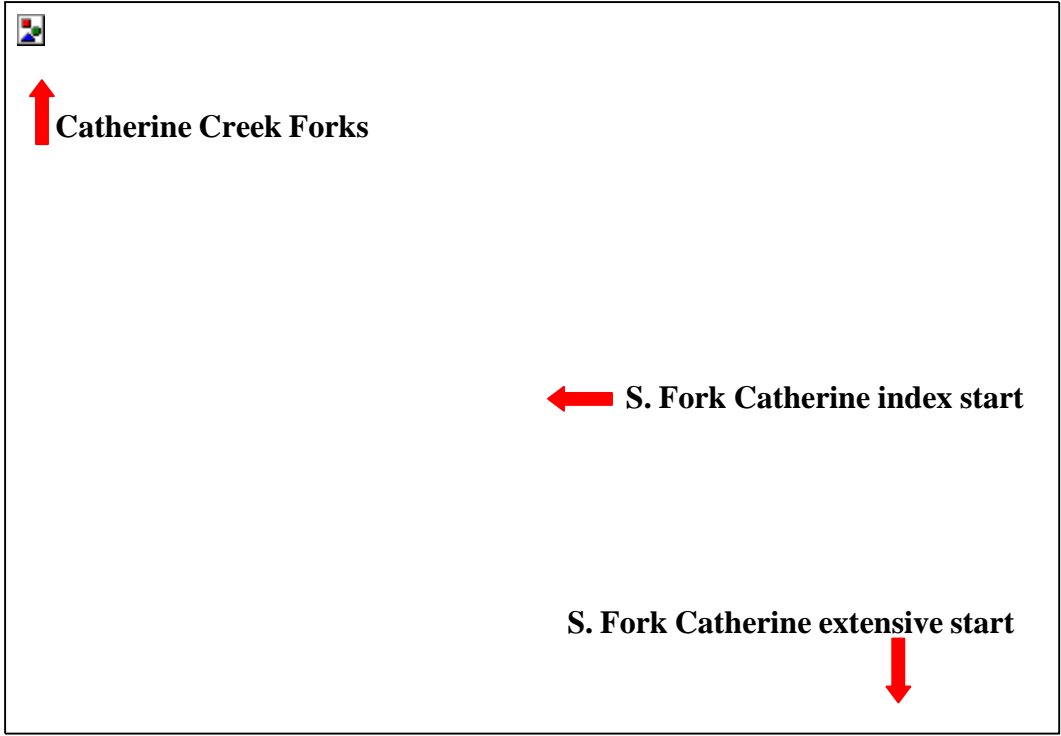 Catherine Creek Forks
S. Fork Catherine index start
S. Fork Catherine extensive start